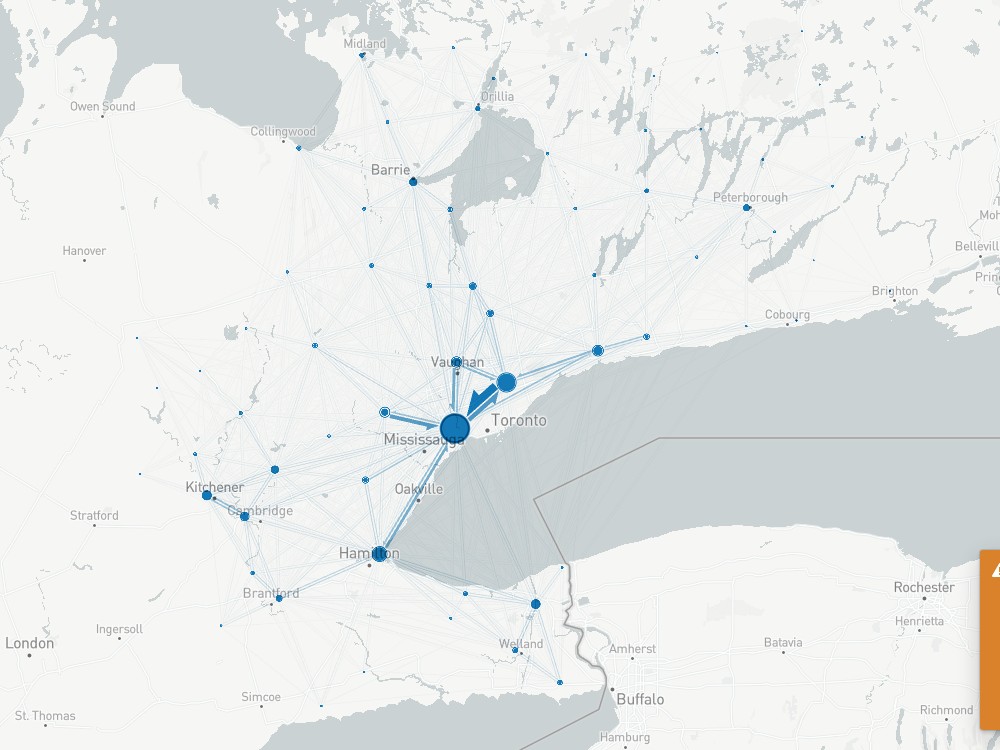 Midland
Orillia
Owen Sound
Collingwood
Barrie
Peterborough
Hanover
Brighton
Cobourg
Vaughan
Toronto
Mississauga
Kitchener
Oakville
Cambridge
Stratford
Hamilton
Rochester
Brantford
Henrietta
Ingersoll
London
Welland
Amherst
Batavia
Simcoe
Buffalo
St. Thomas
Richmond
Hamburg